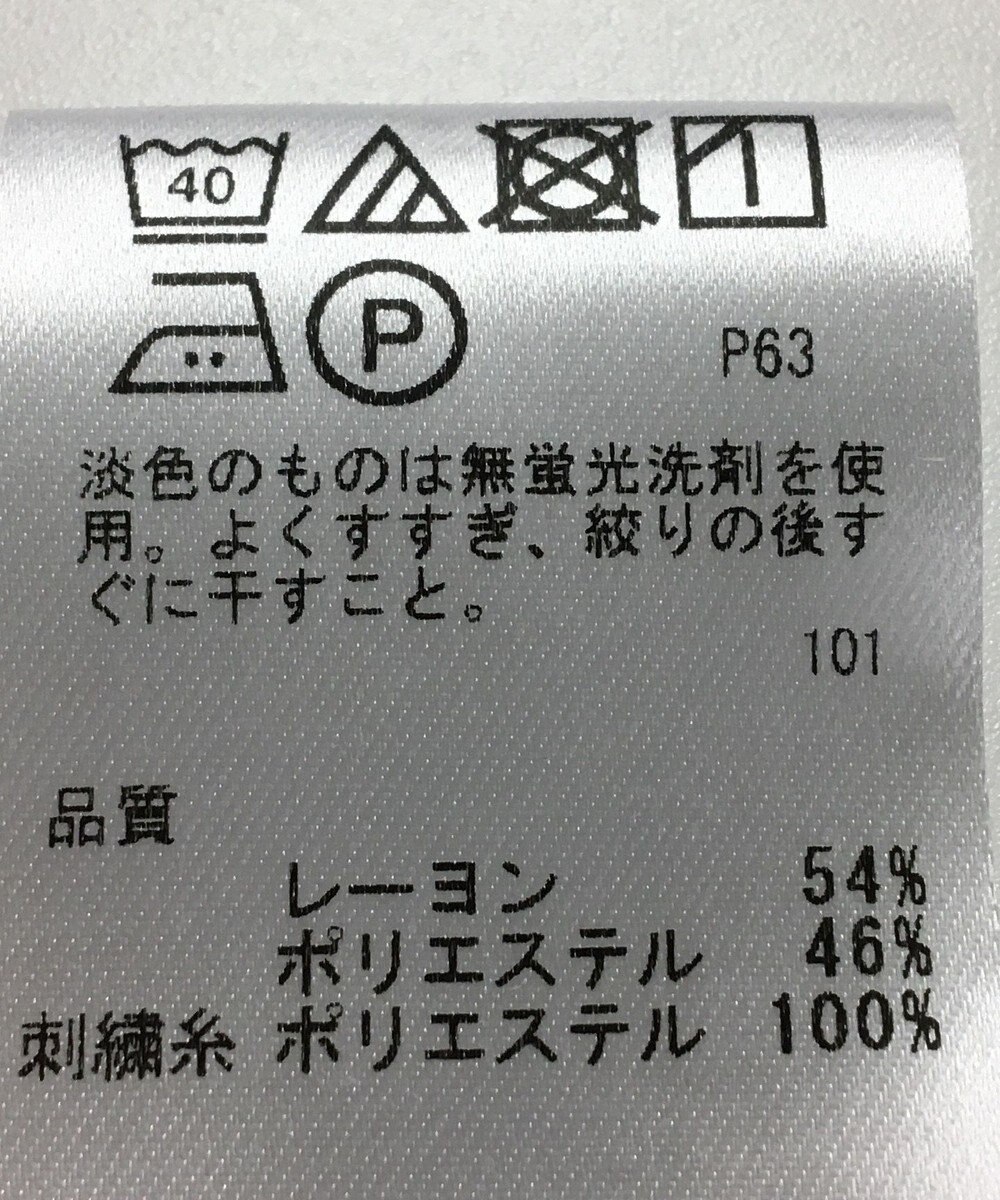 40
P
P63
淡色のものは無蛍光洗剤を使
用。よくすすぎ、絞りの後す
ぐに干すこと。
101
品質
レーヨン 54%
ポリエステル 46%
刺繍糸 ポリエステル 100%